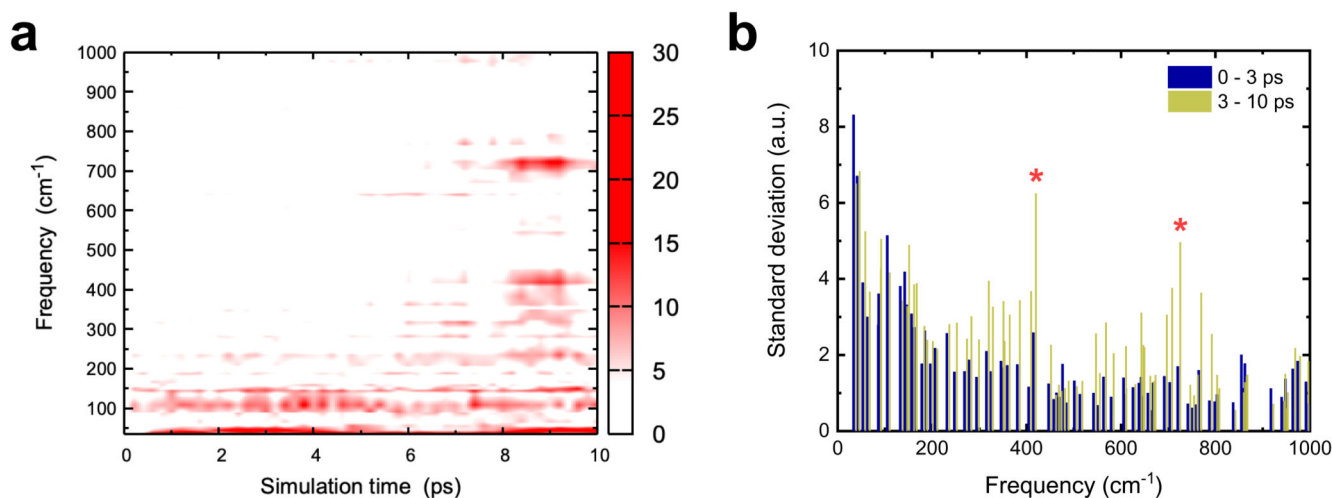 a
1000
900
800
700
600
500
400
300
200
100
Frequency (cm⁻¹)
0 2 4 6 8 10
Simulation time (ps)
30
25
20
15
10
5
0
b
10
8
6
4
2
0
Standard deviation (a.u.)
0 - 3 ps
3 - 10 ps
*
*
0 200 400 600 800 1000
Frequency (cm⁻¹)